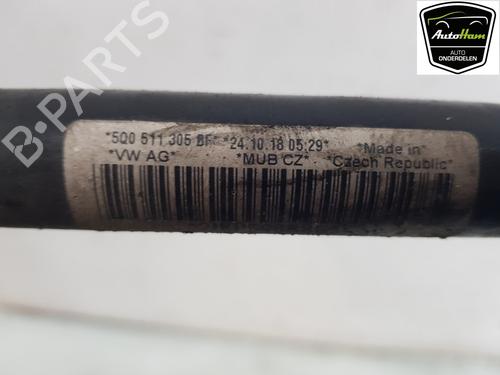 AutoHam
AUTO
ONDERDELEN
*5Q0 511 305 BF* *24.10.18 05:29* *Made in*
*VW AG* *MUB CZ* *Czech Republic*
B-PARTS